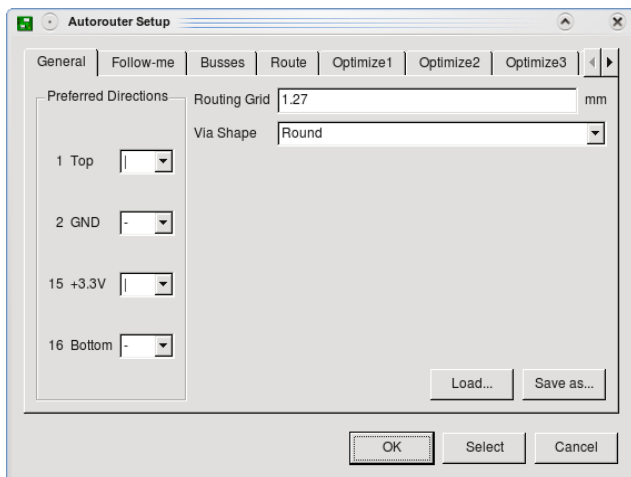 Autorouter Setup
General Follow-me Busses Route Optimize1 Optimize2 Optimize3
Preferred Directions
Routing Grid 1.27 mm
Via Shape Round
1 Top |
2 GND -
15 +3.3V |
16 Bottom -
Load... Save as...
OK Select Cancel